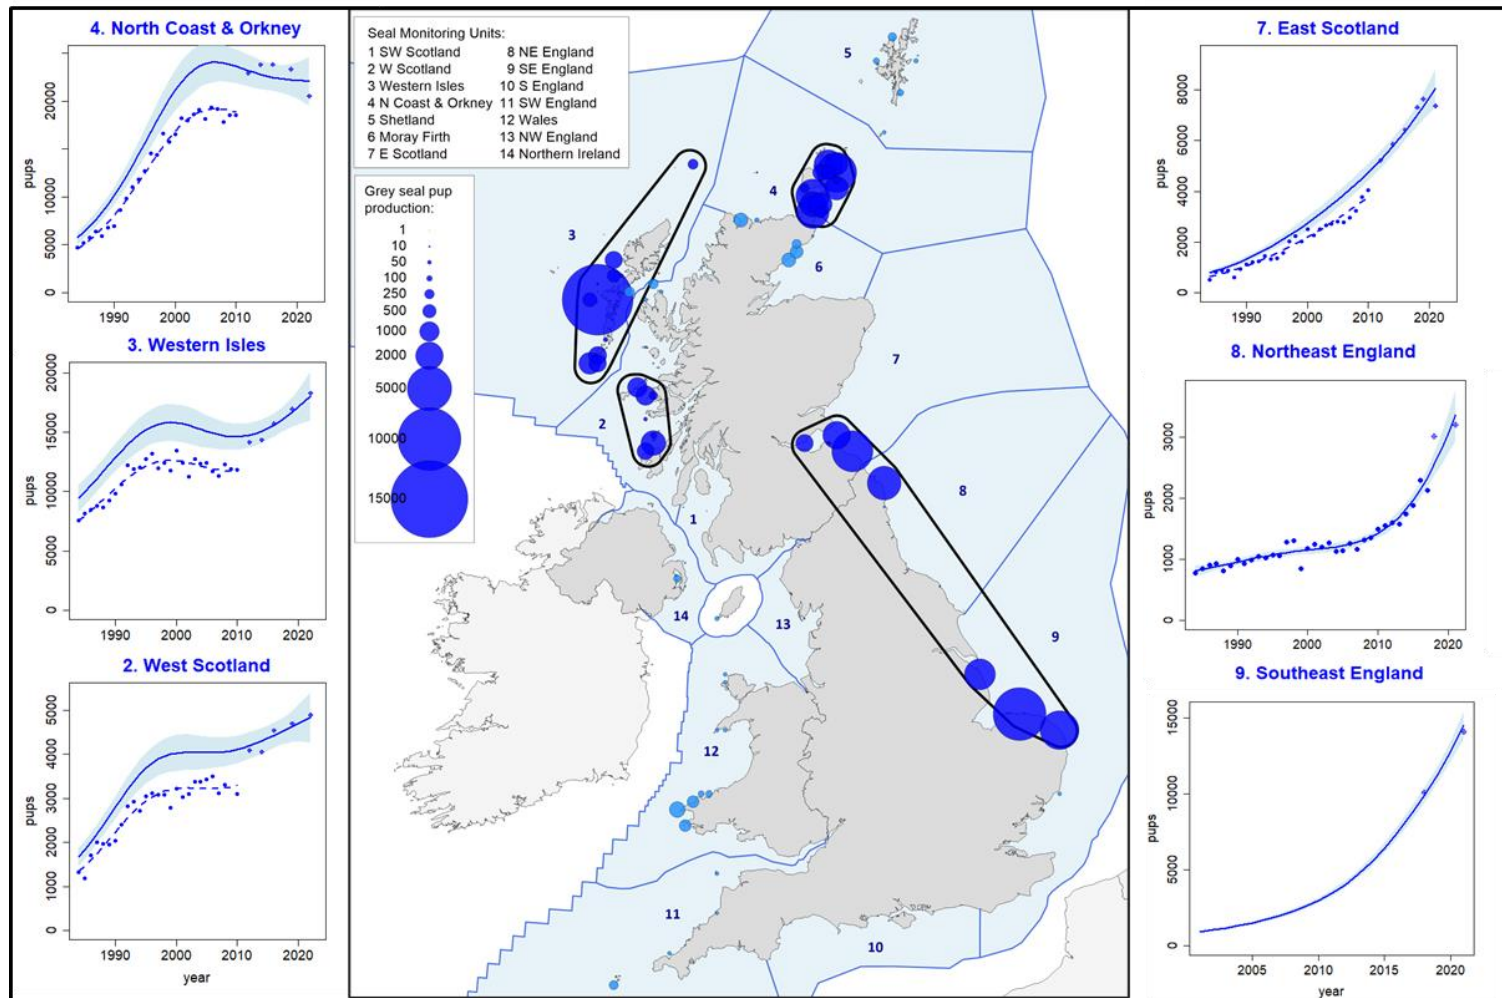 4. North Coast & Orkney
pups
0
5000
10000
20000
1990
2000
2010
2020
3. Western Isles
pups
0
5000
10000
15000
20000
1990
2000
2010
2020
2. West Scotland
pups
0
1000
2000
3000
4000
5000
1990
2000
2010
2020
year
Seal Monitoring Units:
1 SW Scotland
2 W Scotland
3 Western Isles
4 N Coast & Orkney
5 Shetland
6 Moray Firth
7 E Scotland
8 NE England
9 SE England
10 S England
11 SW England
12 Wales
13 NW England
14 Northern Ireland
Grey seal pup
production:
1
10
50
100
250
500
1000
2000
5000
10000
15000
5
4
3
6
7
2
8
1
14
13
9
12
11
10
7. East Scotland
pups
0
2000
4000
6000
8000
1990
2000
2010
2020
8. Northeast England
pups
0
1000
2000
3000
1990
2000
2010
2020
9. Southeast England
pups
0
5000
10000
15000
2005
2010
2015
2020
year